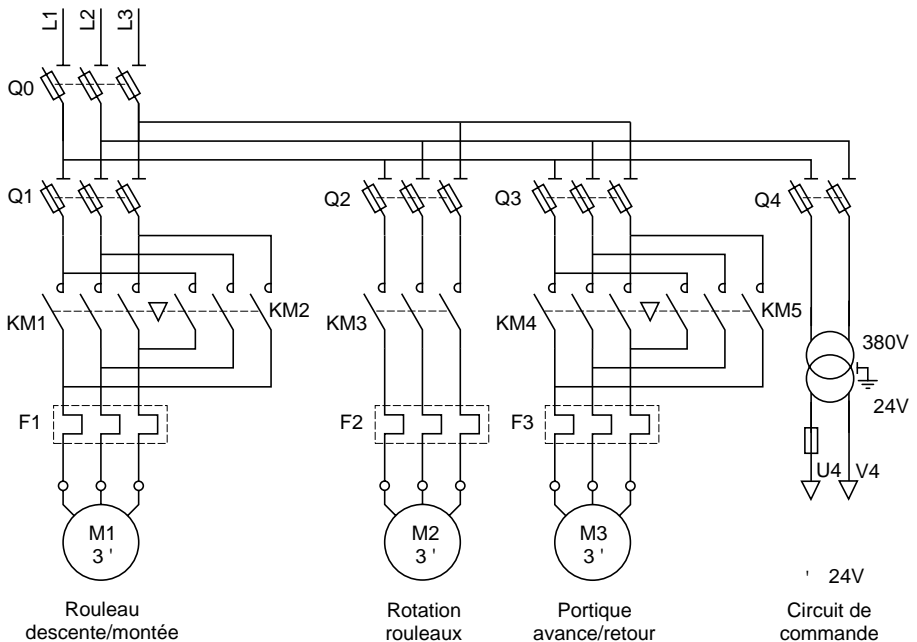 L1 L2 L3
Q0
Q1 Q2 Q3 Q4
KM1 KM2 KM3 KM4 KM5
380V
24V
F1 F2 F3
U4 V4
M1 M2 M3
3 ' 3 ' 3 '
' 24V
Rouleau Rotation Portique Circuit de
descente/montée rouleaux avance/retour commande